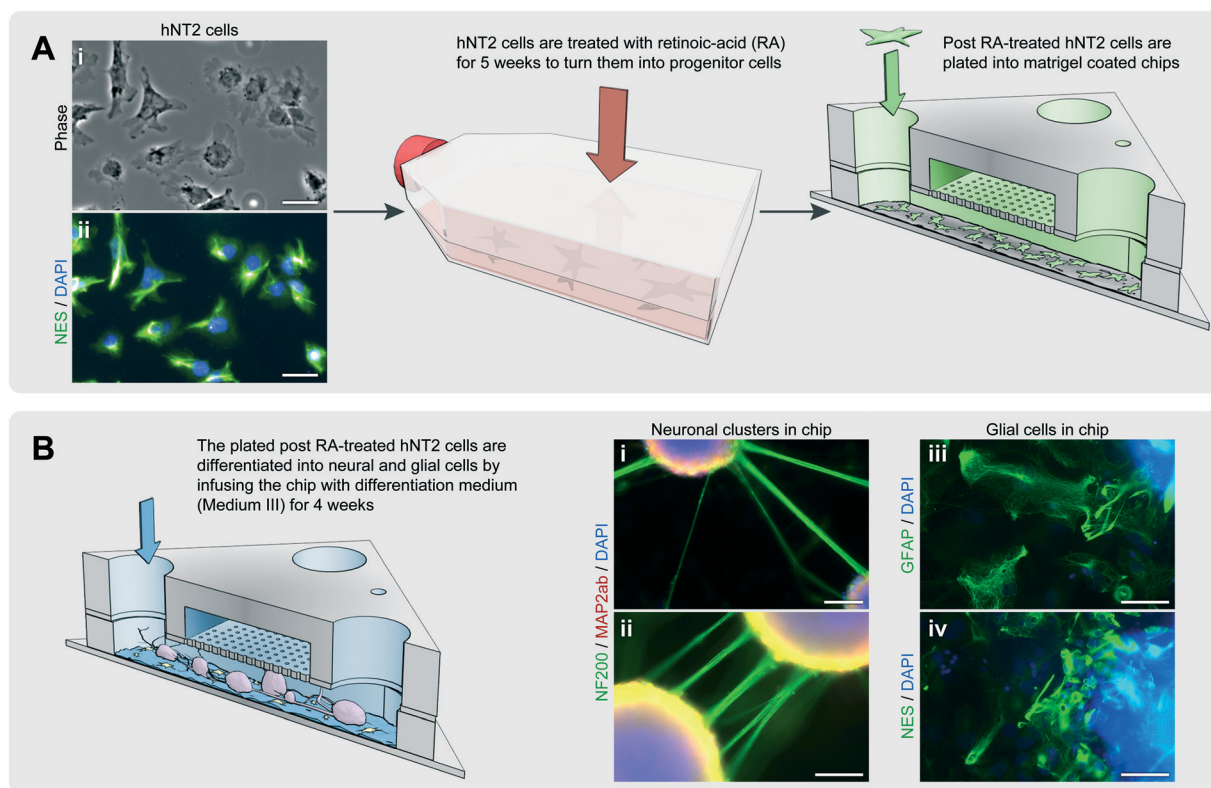 A
hNT2 cells
i
Phase
ii
NES / DAPI
hNT2 cells are treated with retinoic-acid (RA)
for 5 weeks to turn them into progenitor cells
Post RA-treated hNT2 cells are
plated into matrigel coated chips
B
The plated post RA-treated hNT2 cells are
differentiated into neural and glial cells by
infusing the chip with differentiation medium
(Medium III) for 4 weeks
Neuronal clusters in chip
i
ii
NF200 / MAP2ab / DAPI
Glial cells in chip
iii
GFAP / DAPI
iv
NES / DAPI